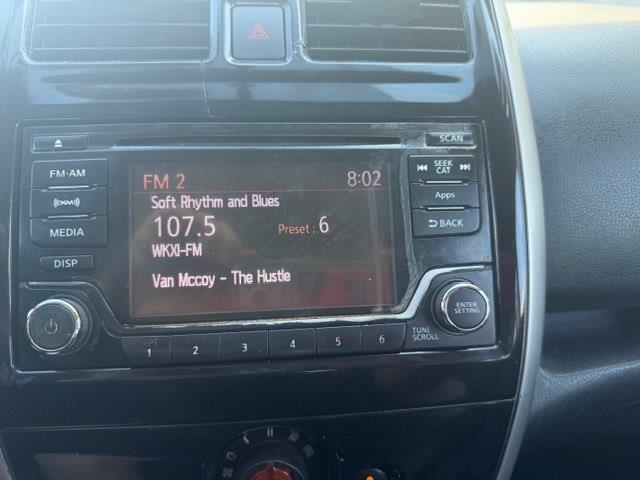 SCAN
FM·AM
XM
MEDIA
DISP
SEEK
CAT
Apps
BACK
FM 2 8:02
Soft Rhythm and Blues
107.5 Preset : 6
WKXI-FM
Van Mccoy - The Hustle
ENTER
SETTING
TUNE
SCROLL
1 2 3 4 5 6